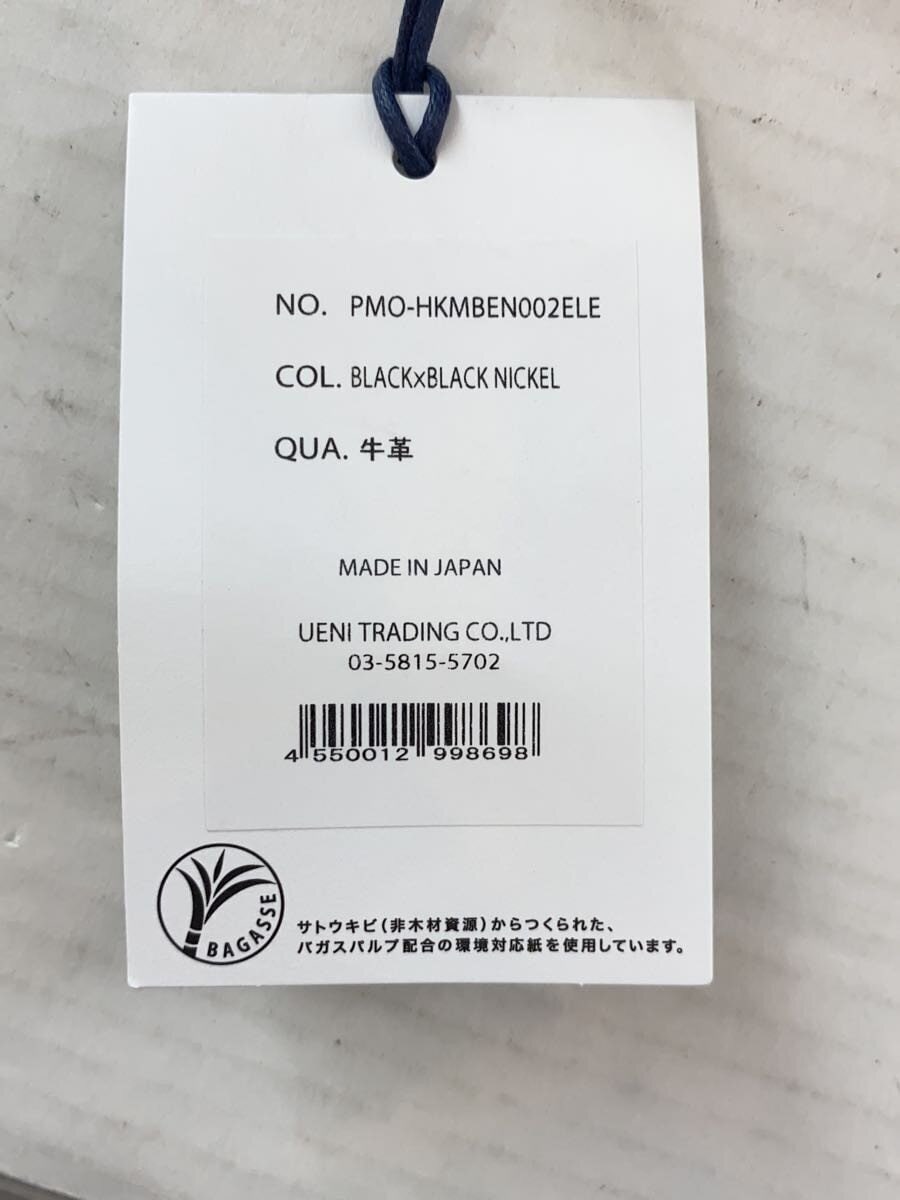 NO. PMO-HKMBEN002ELE
COL. BLACK×BLACK NICKEL
QUA. 牛革
MADE IN JAPAN
UENI TRADING CO.,LTD
03-5815-5702
4 550012 998698
BAGASSE
サトウキビ(非木材資源)からつくられた、
バガスパルプ配合の環境対応紙を使用しています。